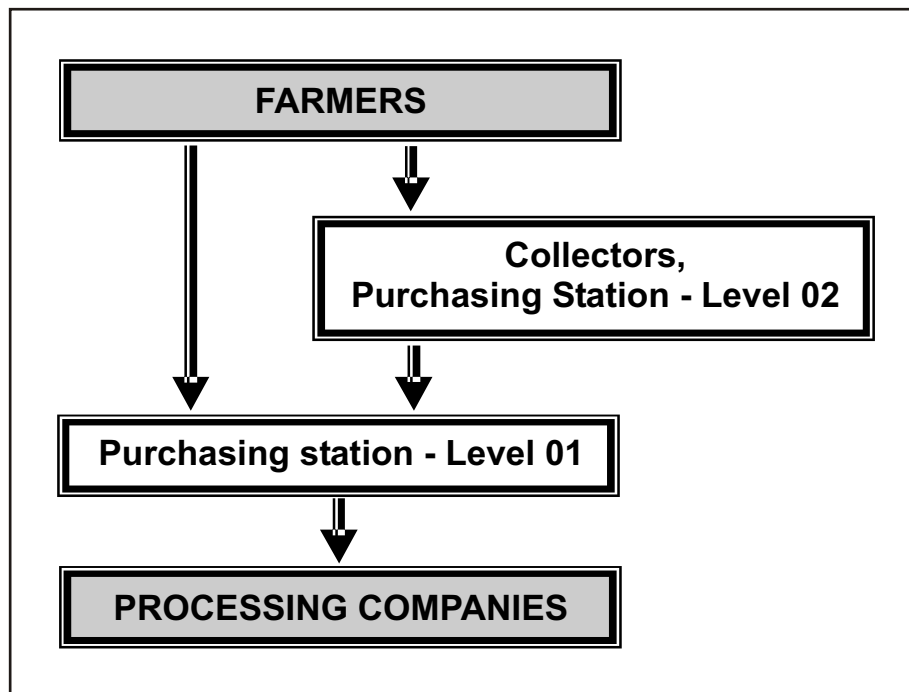 FARMERS
Collectors,
Purchasing Station - Level 02
Purchasing station - Level 01
PROCESSING COMPANIES